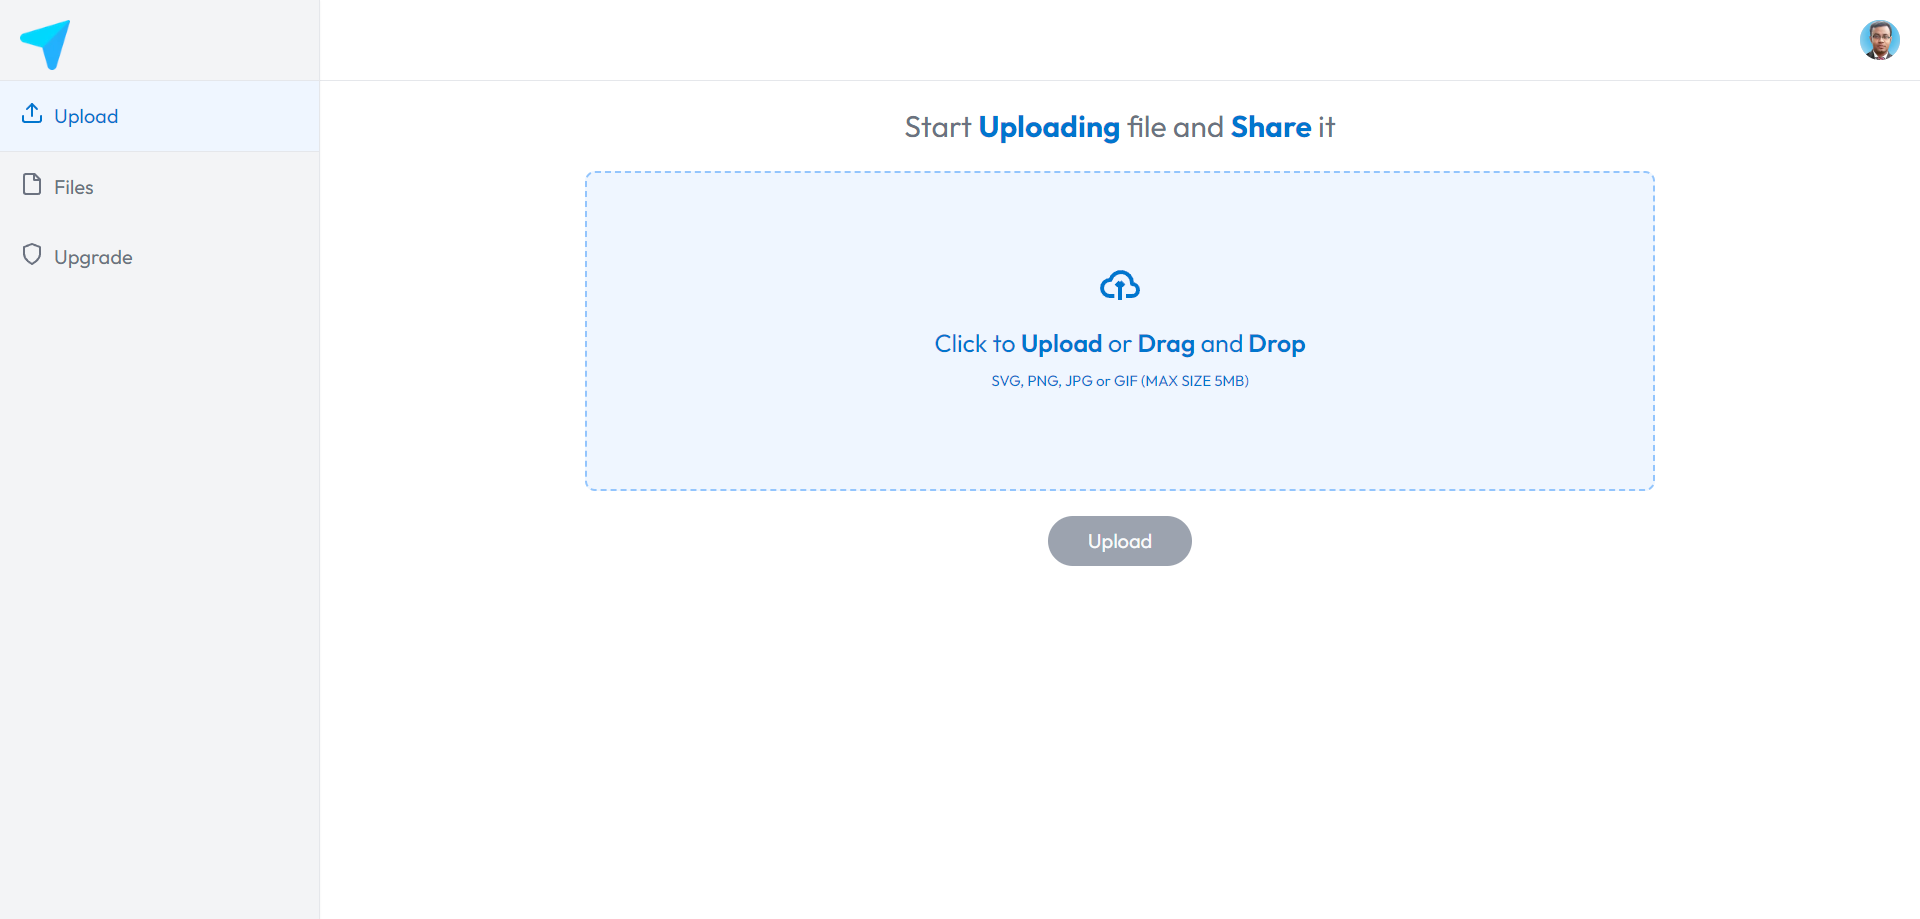 Upload
Files
Upgrade
Start Uploading file and Share it
Click to Upload or Drag and Drop
SVG, PNG, JPG or GIF (MAX SIZE 5MB)
Upload